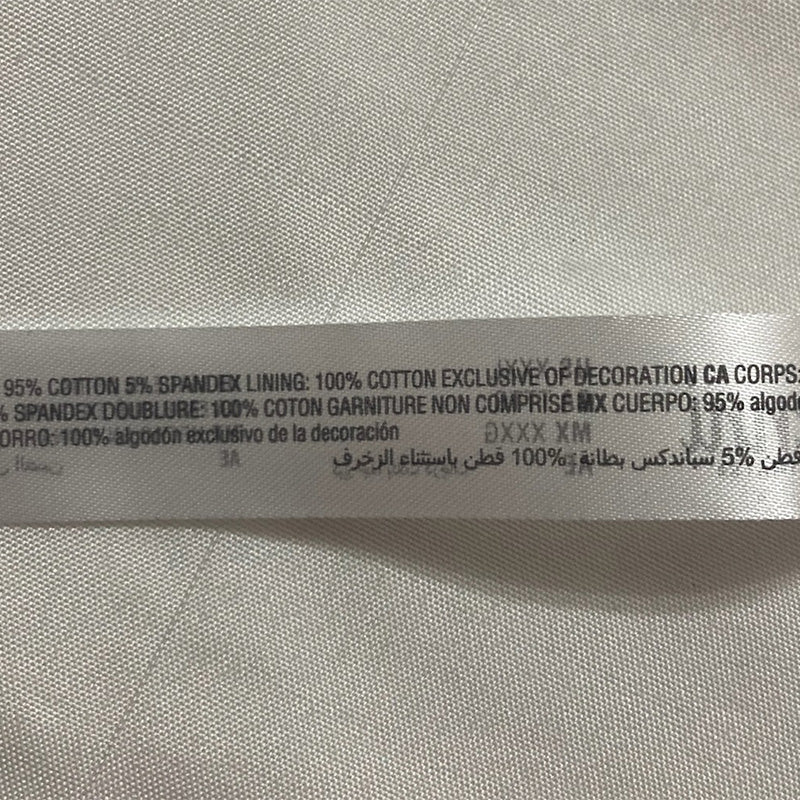 95% COTTON 5% SPANDEX LINING: 100% COTTON EXCLUSIVE OF DECORATION CA CORPS:
% SPANDEX DOUBLURE: 100% COTON GARNITURE NON COMPRISE MX CUERPO: 95% algodó
ORRO: 100% algodón exclusivo de la decoración
قطن 5% سباندكس بطانة: 100% قطن باستثناء الزخرف